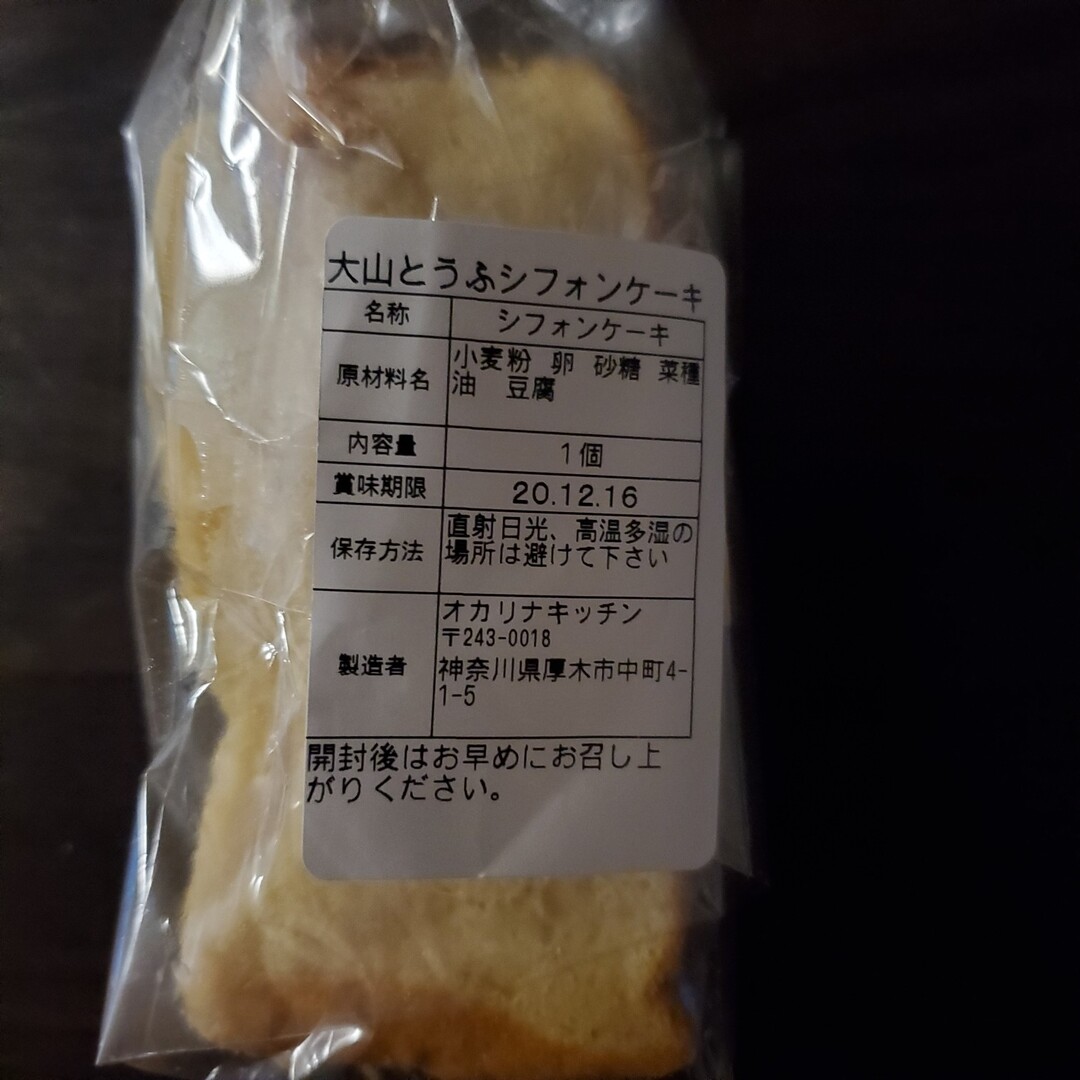 大山とうふシフォンケーキ
名称 シフォンケーキ
原材料名 小麦粉 卵 砂糖 菜種
油 豆腐
内容量 1個
賞味期限 20.12.16
保存方法 直射日光、高温多湿の
場所は避けて下さい
製造者 オカリナキッチン
〒243-0018
神奈川県厚木市中町4-
1-5
開封後はお早めにお召し上
がりください。